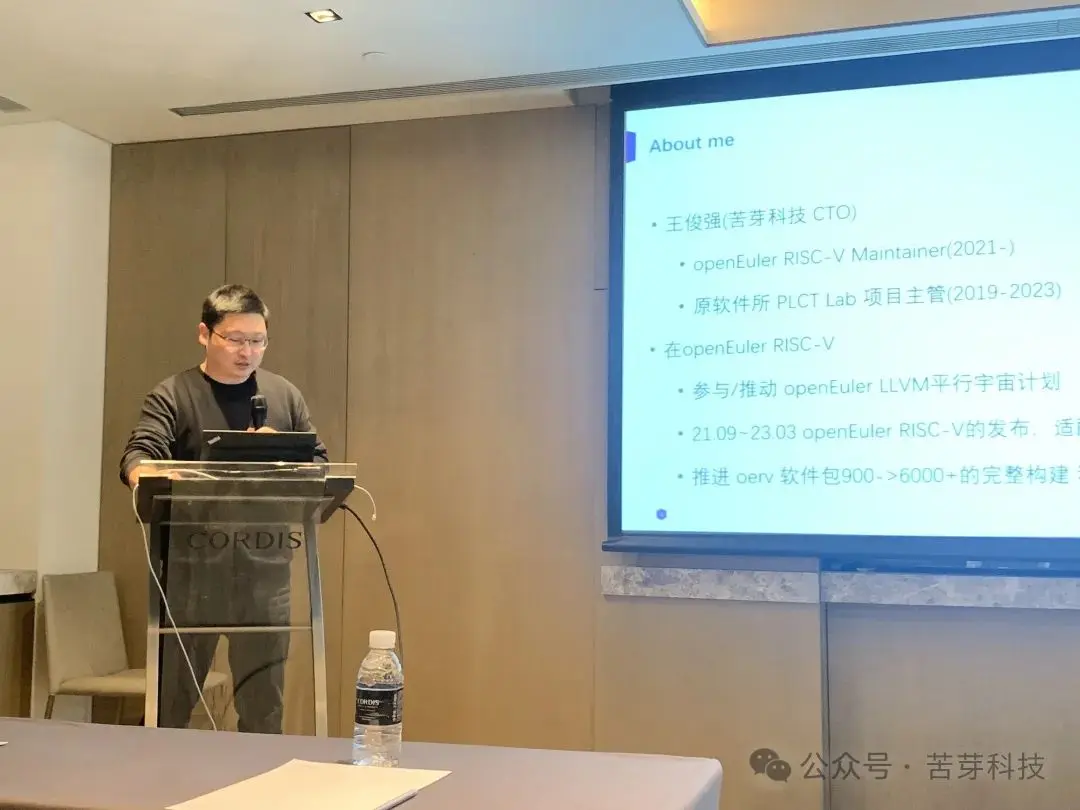 About me
• 王俊强(苦芽科技 CTO)
• openEuler RISC-V Maintainer(2021-)
• 原软件所 PLCT Lab 项目主管(2019-2023)
• 在openEuler RISC-V
• 参与/推动 openEuler LLVM平行宇宙计划
• 21.09~23.03 openEuler RISC-V的发布、适
• 推进 oerv 软件包900->6000+的完整构建
CORDIS
CORDIS
公众号 · 苦芽科技